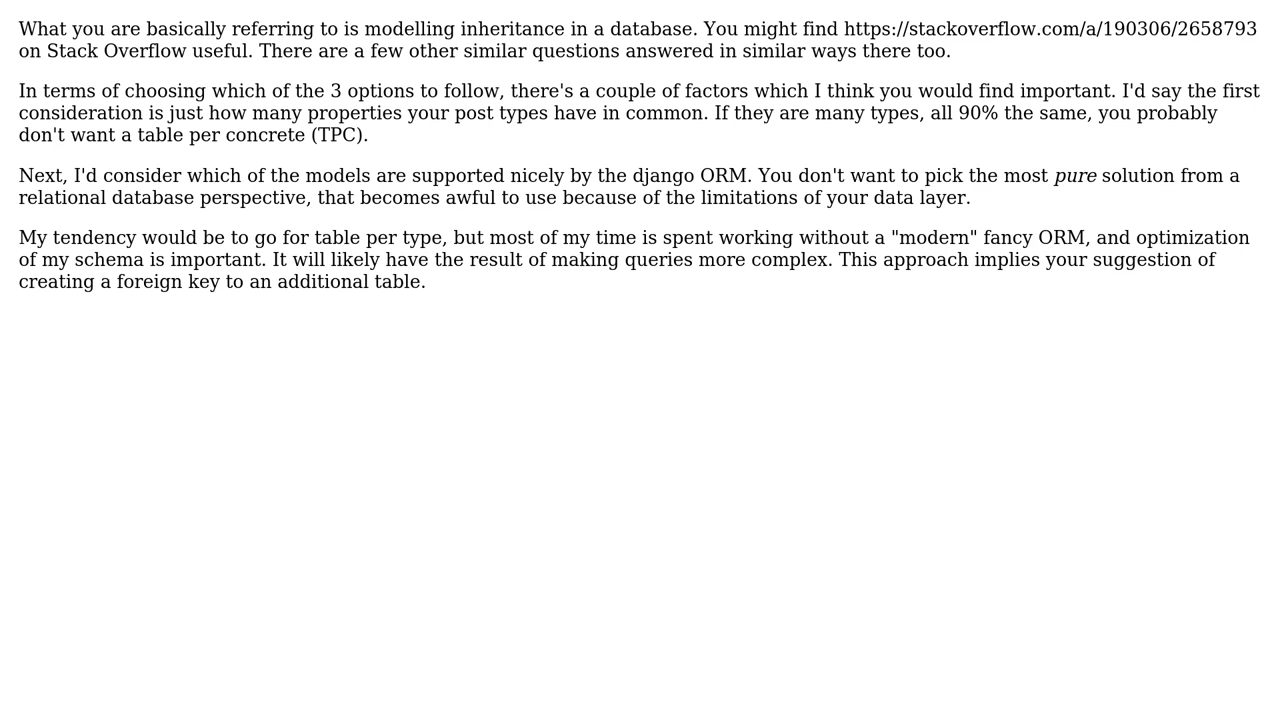 What you are basically referring to is modelling inheritance in a database. You might find https://stackoverflow.com/a/190306/2658793
on Stack Overflow useful. There are a few other similar questions answered in similar ways there too.
In terms of choosing which of the 3 options to follow, there's a couple of factors which I think you would find important. I'd say the first
consideration is just how many properties your post types have in common. If they are many types, all 90% the same, you probably
don't want a table per concrete (TPC).
Next, I'd consider which of the models are supported nicely by the django ORM. You don't want to pick the most pure solution from a
relational database perspective, that becomes awful to use because of the limitations of your data layer.
My tendency would be to go for table per type, but most of my time is spent working without a "modern" fancy ORM, and optimization
of my schema is important. It will likely have the result of making queries more complex. This approach implies your suggestion of
creating a foreign key to an additional table.